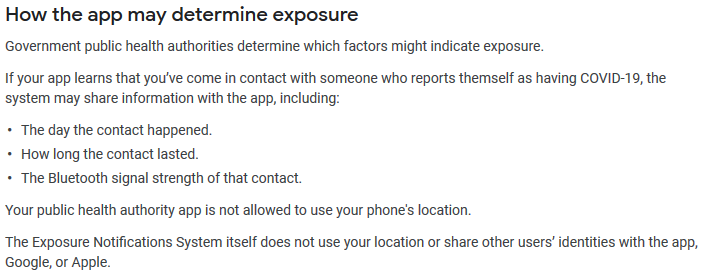 How the app may determine exposure
Government public health authorities determine which factors might indicate exposure.
If your app learns that you’ve come in contact with someone who reports themself as having COVID-19, the
system may share information with the app, including:
• The day the contact happened.
• How long the contact lasted.
• The Bluetooth signal strength of that contact.
Your public health authority app is not allowed to use your phone's location.
The Exposure Notifications System itself does not use your location or share other users’ identities with the app,
Google, or Apple.